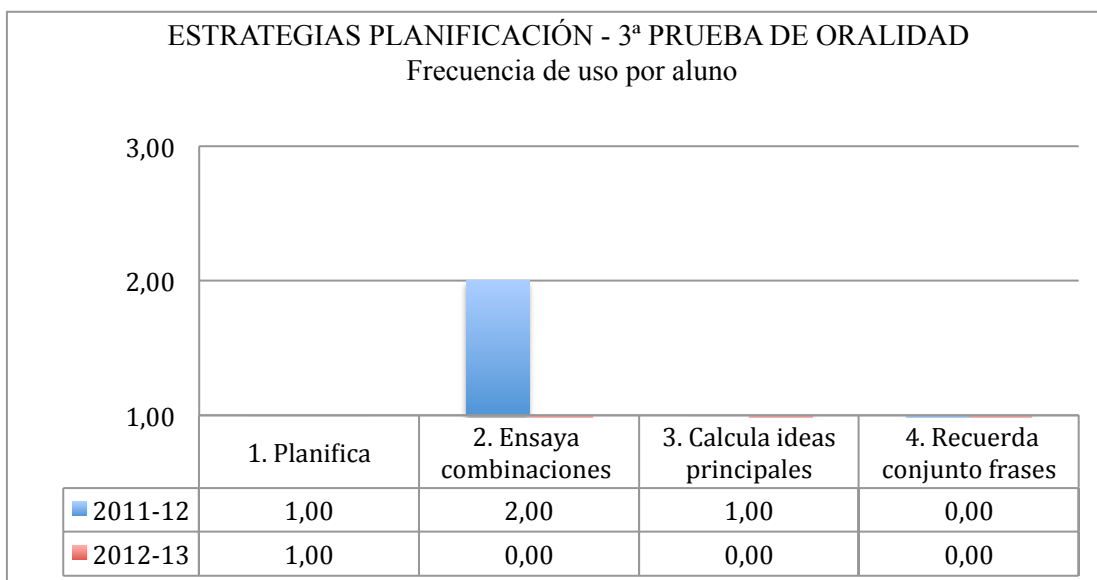 ESTRATEGIAS PLANIFICACIÓN - 3ª PRUEBA DE ORALIDAD
Frecuencia de uso por aluno
3,00
2,00
1,00
1. Planifica
2. Ensaya
combinaciones
3. Calcula ideas
principales
4. Recuerda
conjunto frases
2011-12 1,00 2,00 1,00 0,00
2012-13 1,00 0,00 0,00 0,00